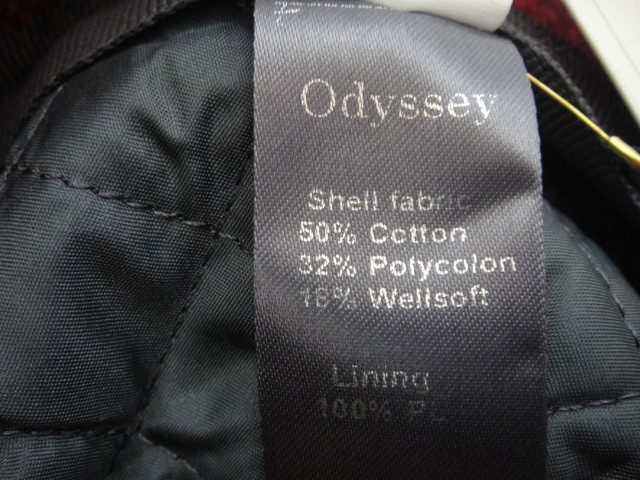 Odyssey
Shell fabric
50% Cotton
32% Polycolon
18% Wellsoft
Lining
100% PL